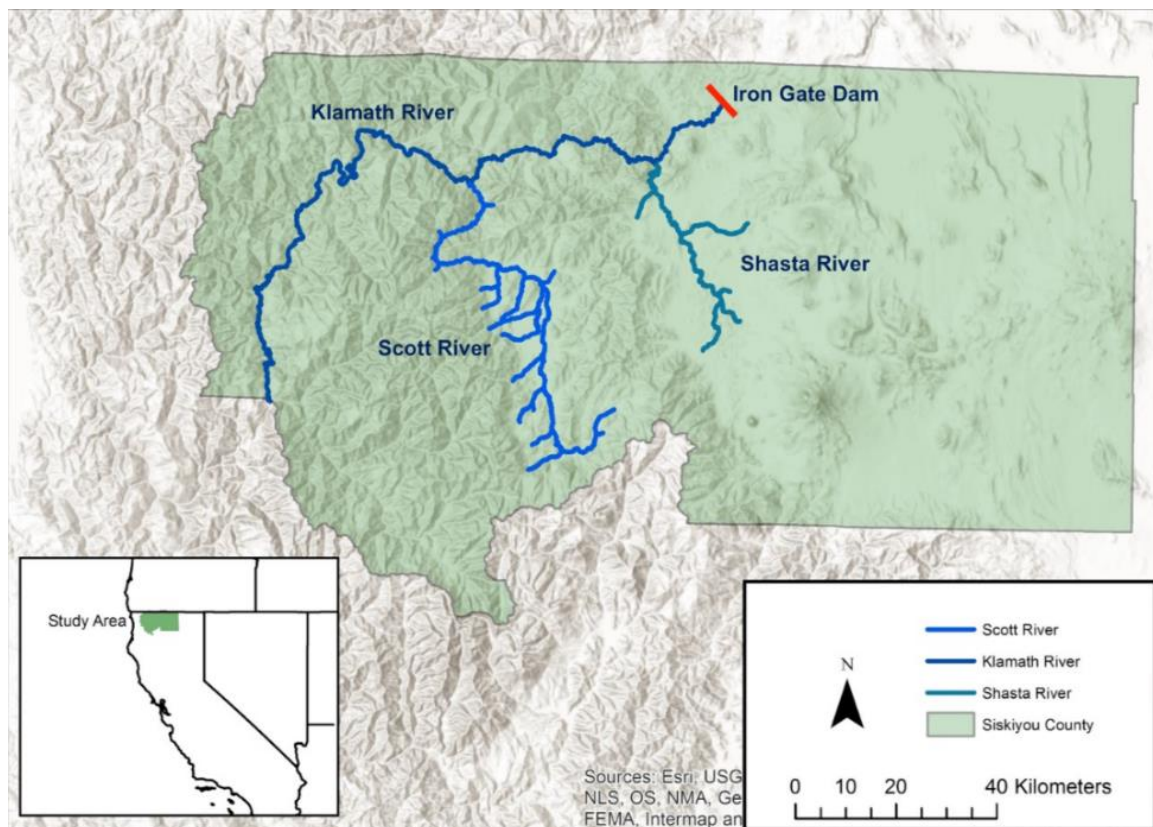 Iron Gate Dam
Klamath River
Shasta River
Scott River
Study Area
Scott River
Klamath River
Shasta River
Siskiyou County
N
0 10 20 40 Kilometers
Sources: Esri, USG
NLS, OS, NMA, Ge
FEMA, Intermap an